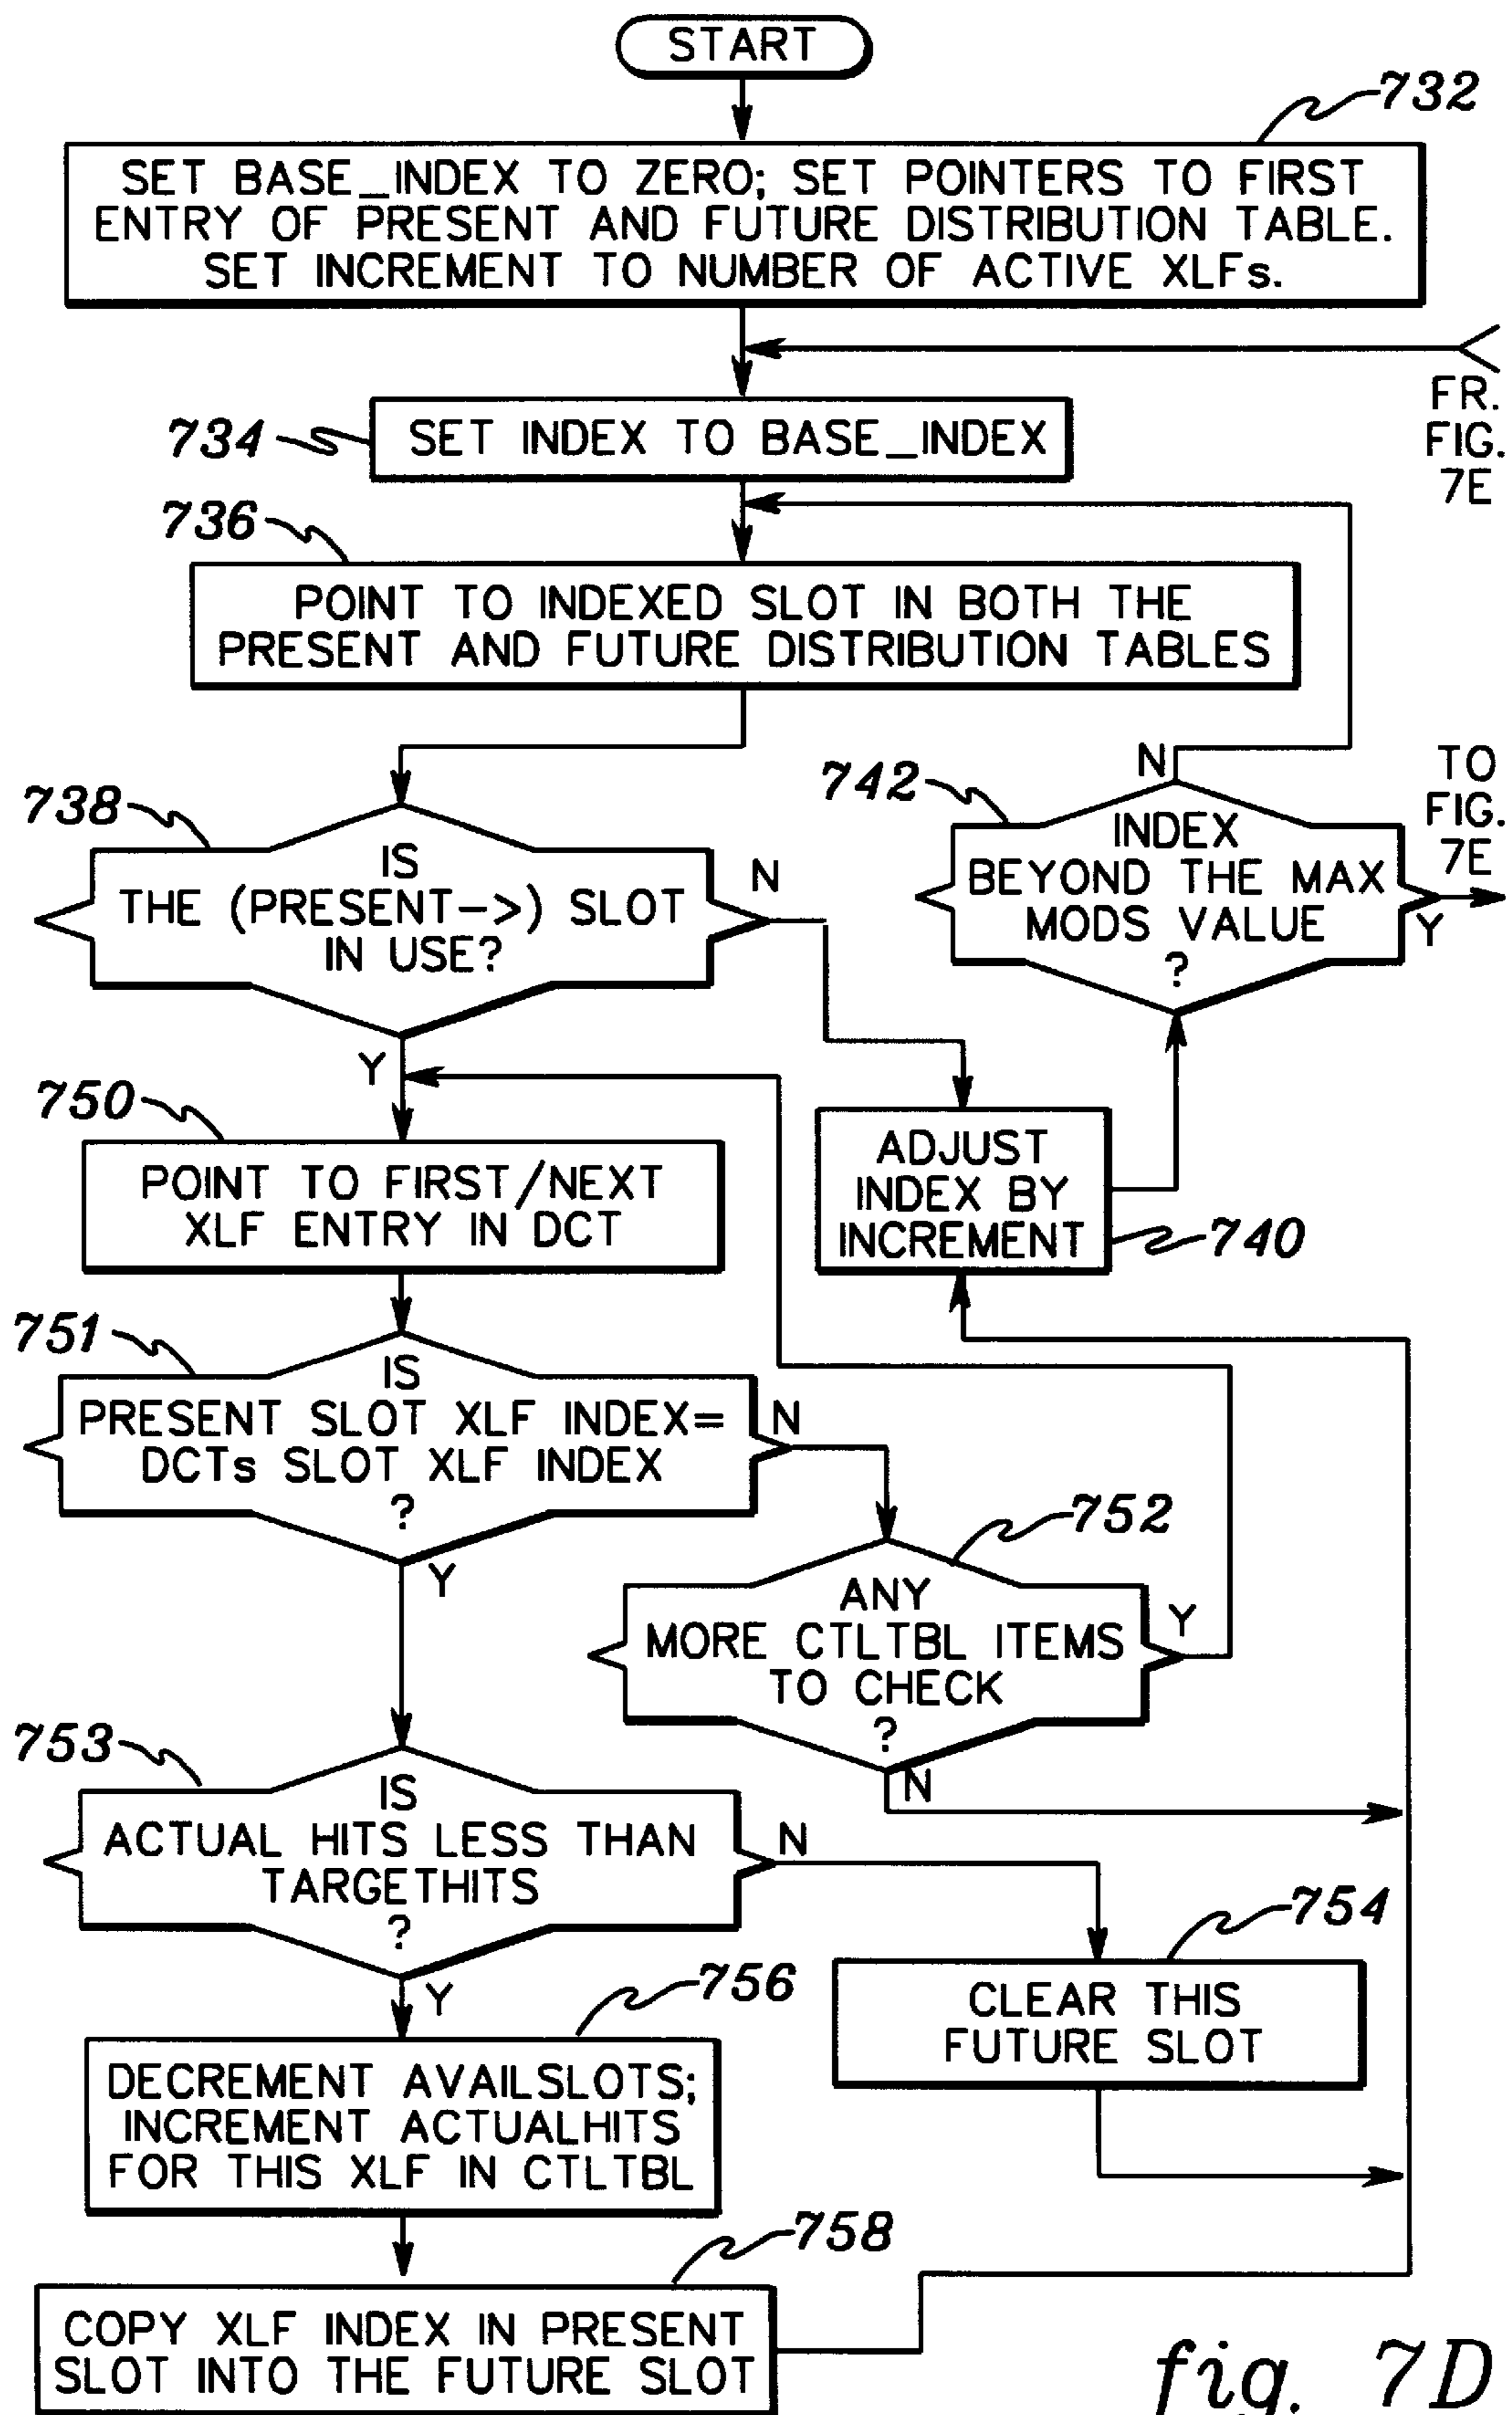 START
732
SET BASE_INDEX TO ZERO; SET POINTERS TO FIRST
ENTRY OF PRESENT AND FUTURE DISTRIBUTION TABLE.
SET INCREMENT TO NUMBER OF ACTIVE XLFs.
FR.
FIG.
7E
734
SET INDEX TO BASE_INDEX
736
POINT TO INDEXED SLOT IN BOTH THE
PRESENT AND FUTURE DISTRIBUTION TABLES
738
IS
THE (PRESENT->) SLOT
IN USE?
N
Y
742
N
INDEX
BEYOND THE MAX
MODS VALUE
?
Y
TO
FIG.
7E
750
POINT TO FIRST/NEXT
XLF ENTRY IN DCT
ADJUST
INDEX BY
INCREMENT
740
751
IS
PRESENT SLOT XLF INDEX=
DCTs SLOT XLF INDEX
?
N
Y
752
ANY
MORE CTLTBL ITEMS
TO CHECK
?
Y
N
753
IS
ACTUAL HITS LESS THAN
TARGETHITS
?
N
Y
754
CLEAR THIS
FUTURE SLOT
756
DECREMENT AVAILSLOTS;
INCREMENT ACTUALHITS
FOR THIS XLF IN CTLTBL
758
COPY XLF INDEX IN PRESENT
SLOT INTO THE FUTURE SLOT
fig. 7D